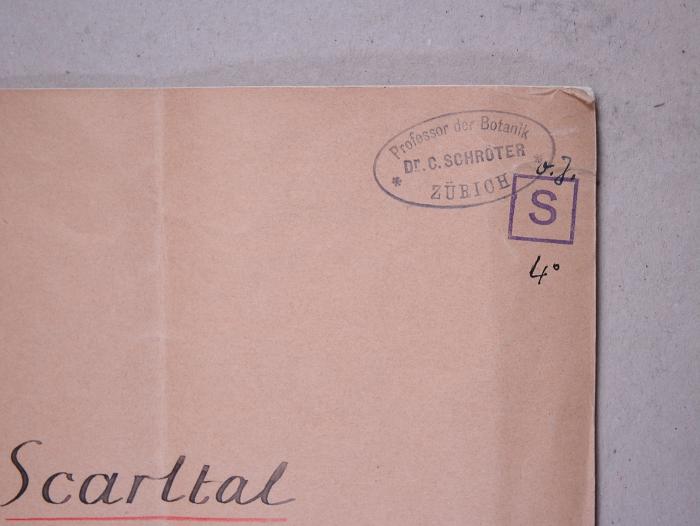 Professor der Botanik
Dr. C. SCHRÖTER
* ZÜRICH *
o. J.
S
4°
Scarltal